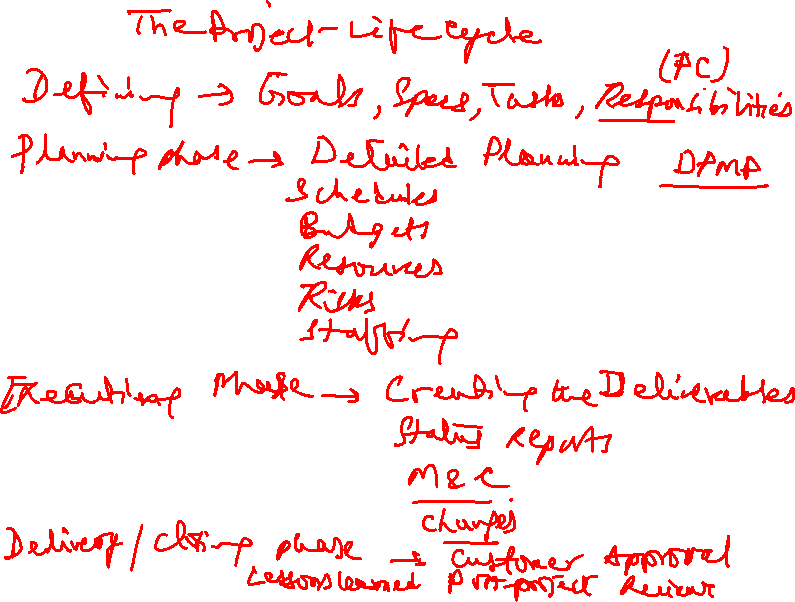 The Project-Life cycle
(PC)
Defining → Goals, Specs, Tasks, Responsibilities
Planning phase → Detailed Planning DPMP
Schedules
Budgets
Resources
Risks
Staffing
Executing Phase → Creating the Deliverables
Status Reports
M & C
Changes
Delivery / Closing phase → Customer Approval
Lessons learned Post-project Review